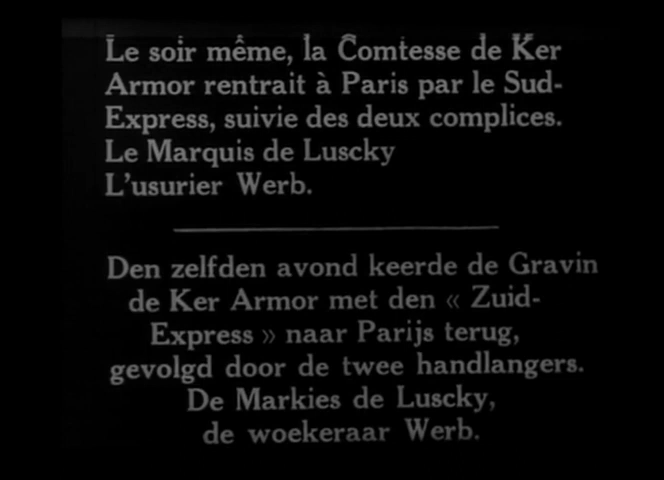 Le soir même, la Comtesse de Ker
Armor rentrait à Paris par le Sud-
Express, suivie des deux complices.
Le Marquis de Luscky
L'usurier Werb.
Den zelfden avond keerde de Gravin
de Ker Armor met den « Zuid-
Express » naar Parijs terug,
gevolgd door de twee handlangers.
De Markies de Luscky,
de woekeraar Werb.